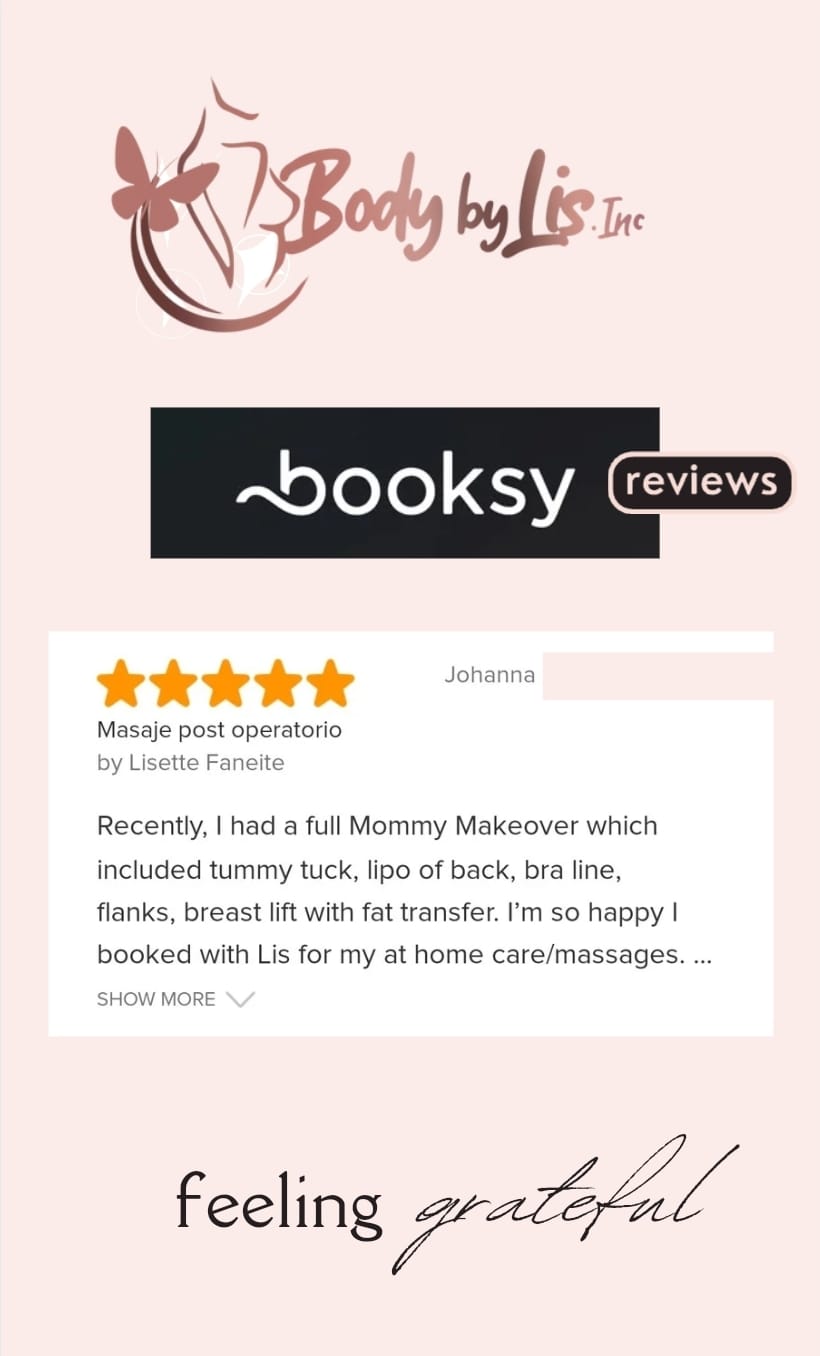 Body by Lis. Inc
booksy
reviews
Johanna
Masaje post operatorio
by Lisette Faneite
Recently, I had a full Mommy Makeover which
included tummy tuck, lipo of back, bra line,
flanks, breast lift with fat transfer. I’m so happy I
booked with Lis for my at home care/massages. ...
SHOW MORE
feeling grateful